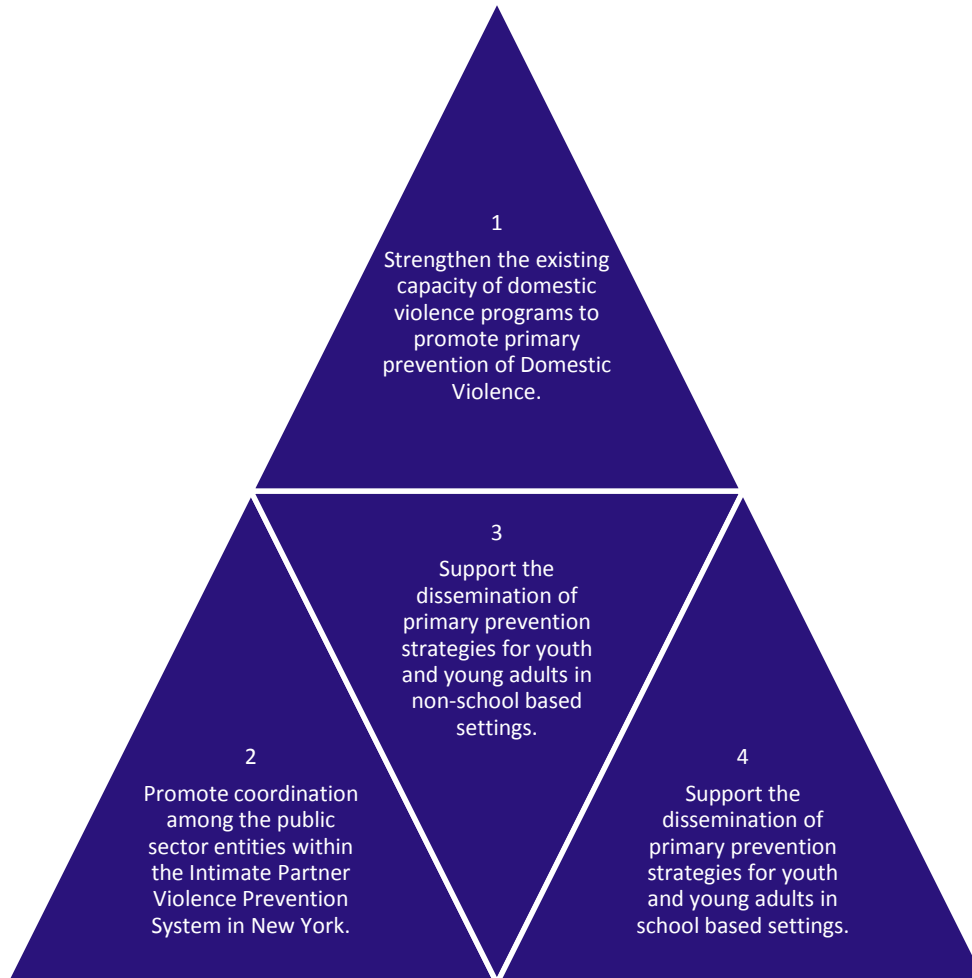 1
Strengthen the existing
capacity of domestic
violence programs to
promote primary
prevention of Domestic
Violence.
2
Promote coordination
among the public
sector entities within
the Intimate Partner
Violence Prevention
System in New York.
3
Support the
dissemination of
primary prevention
strategies for youth
and young adults in
non-school based
settings.
4
Support the
dissemination of
primary prevention
strategies for youth
and young adults in
school based settings.